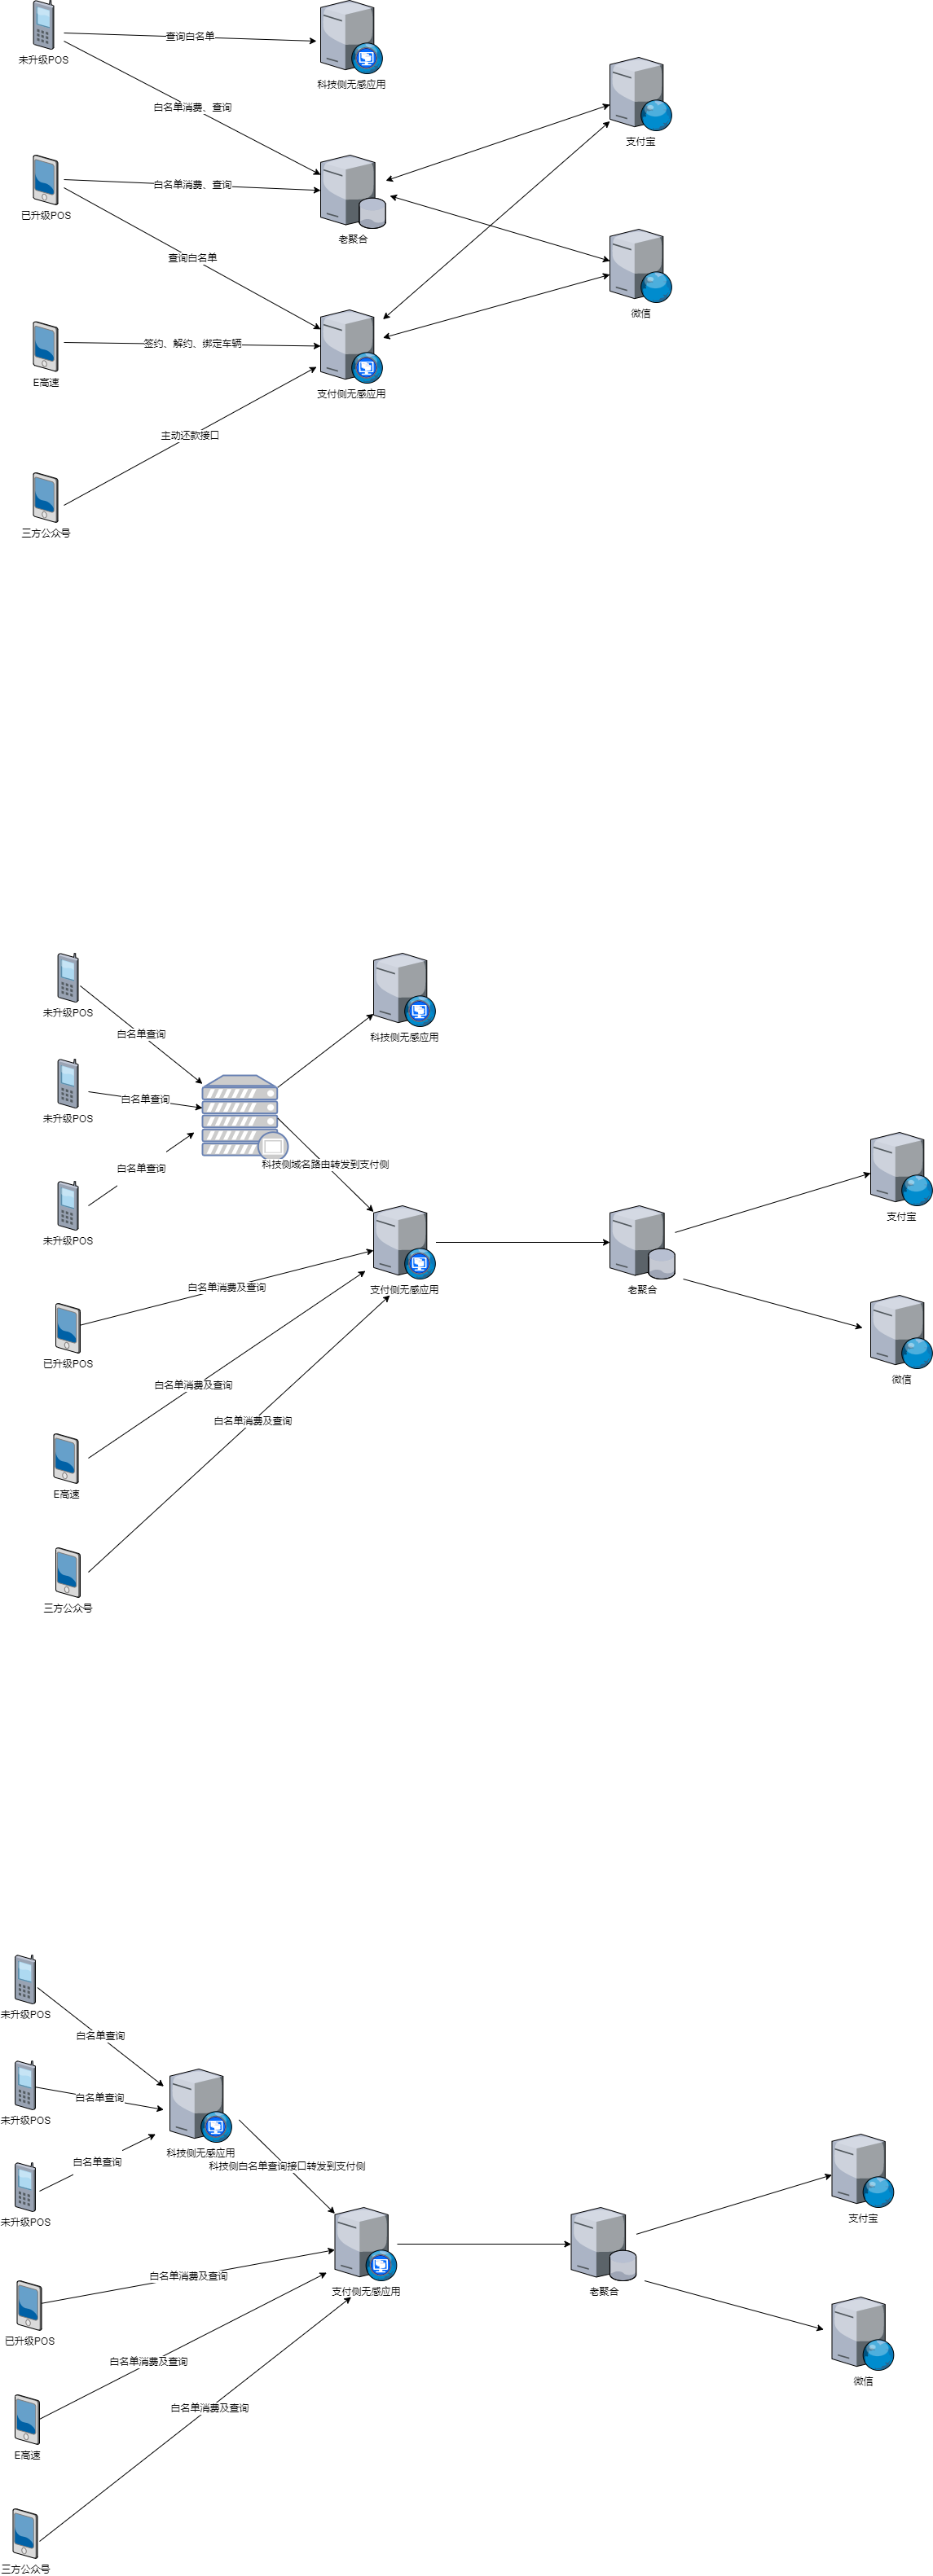 未升级POS
查询白名单
科技侧无感应用
白名单消费、查询
支付宝
已升级POS
白名单消费、查询
老聚合
查询白名单
微信
E高速
签约、解约、绑定车辆
支付侧无感应用
主动还款接口
三方公众号
未升级POS
白名单查询
科技侧无感应用
未升级POS
白名单查询
未升级POS
白名单查询
科技侧域名路由转发到支付侧
支付宝
已升级POS
白名单消费及查询
支付侧无感应用
老聚合
微信
白名单消费及查询
E高速
白名单消费及查询
三方公众号
未升级POS
白名单查询
未升级POS
白名单查询
科技侧无感应用
未升级POS
白名单查询
科技侧白名单查询接口转发到支付侧
支付宝
已升级POS
白名单消费及查询
支付侧无感应用
老聚合
微信
白名单消费及查询
E高速
白名单消费及查询
三方公众号